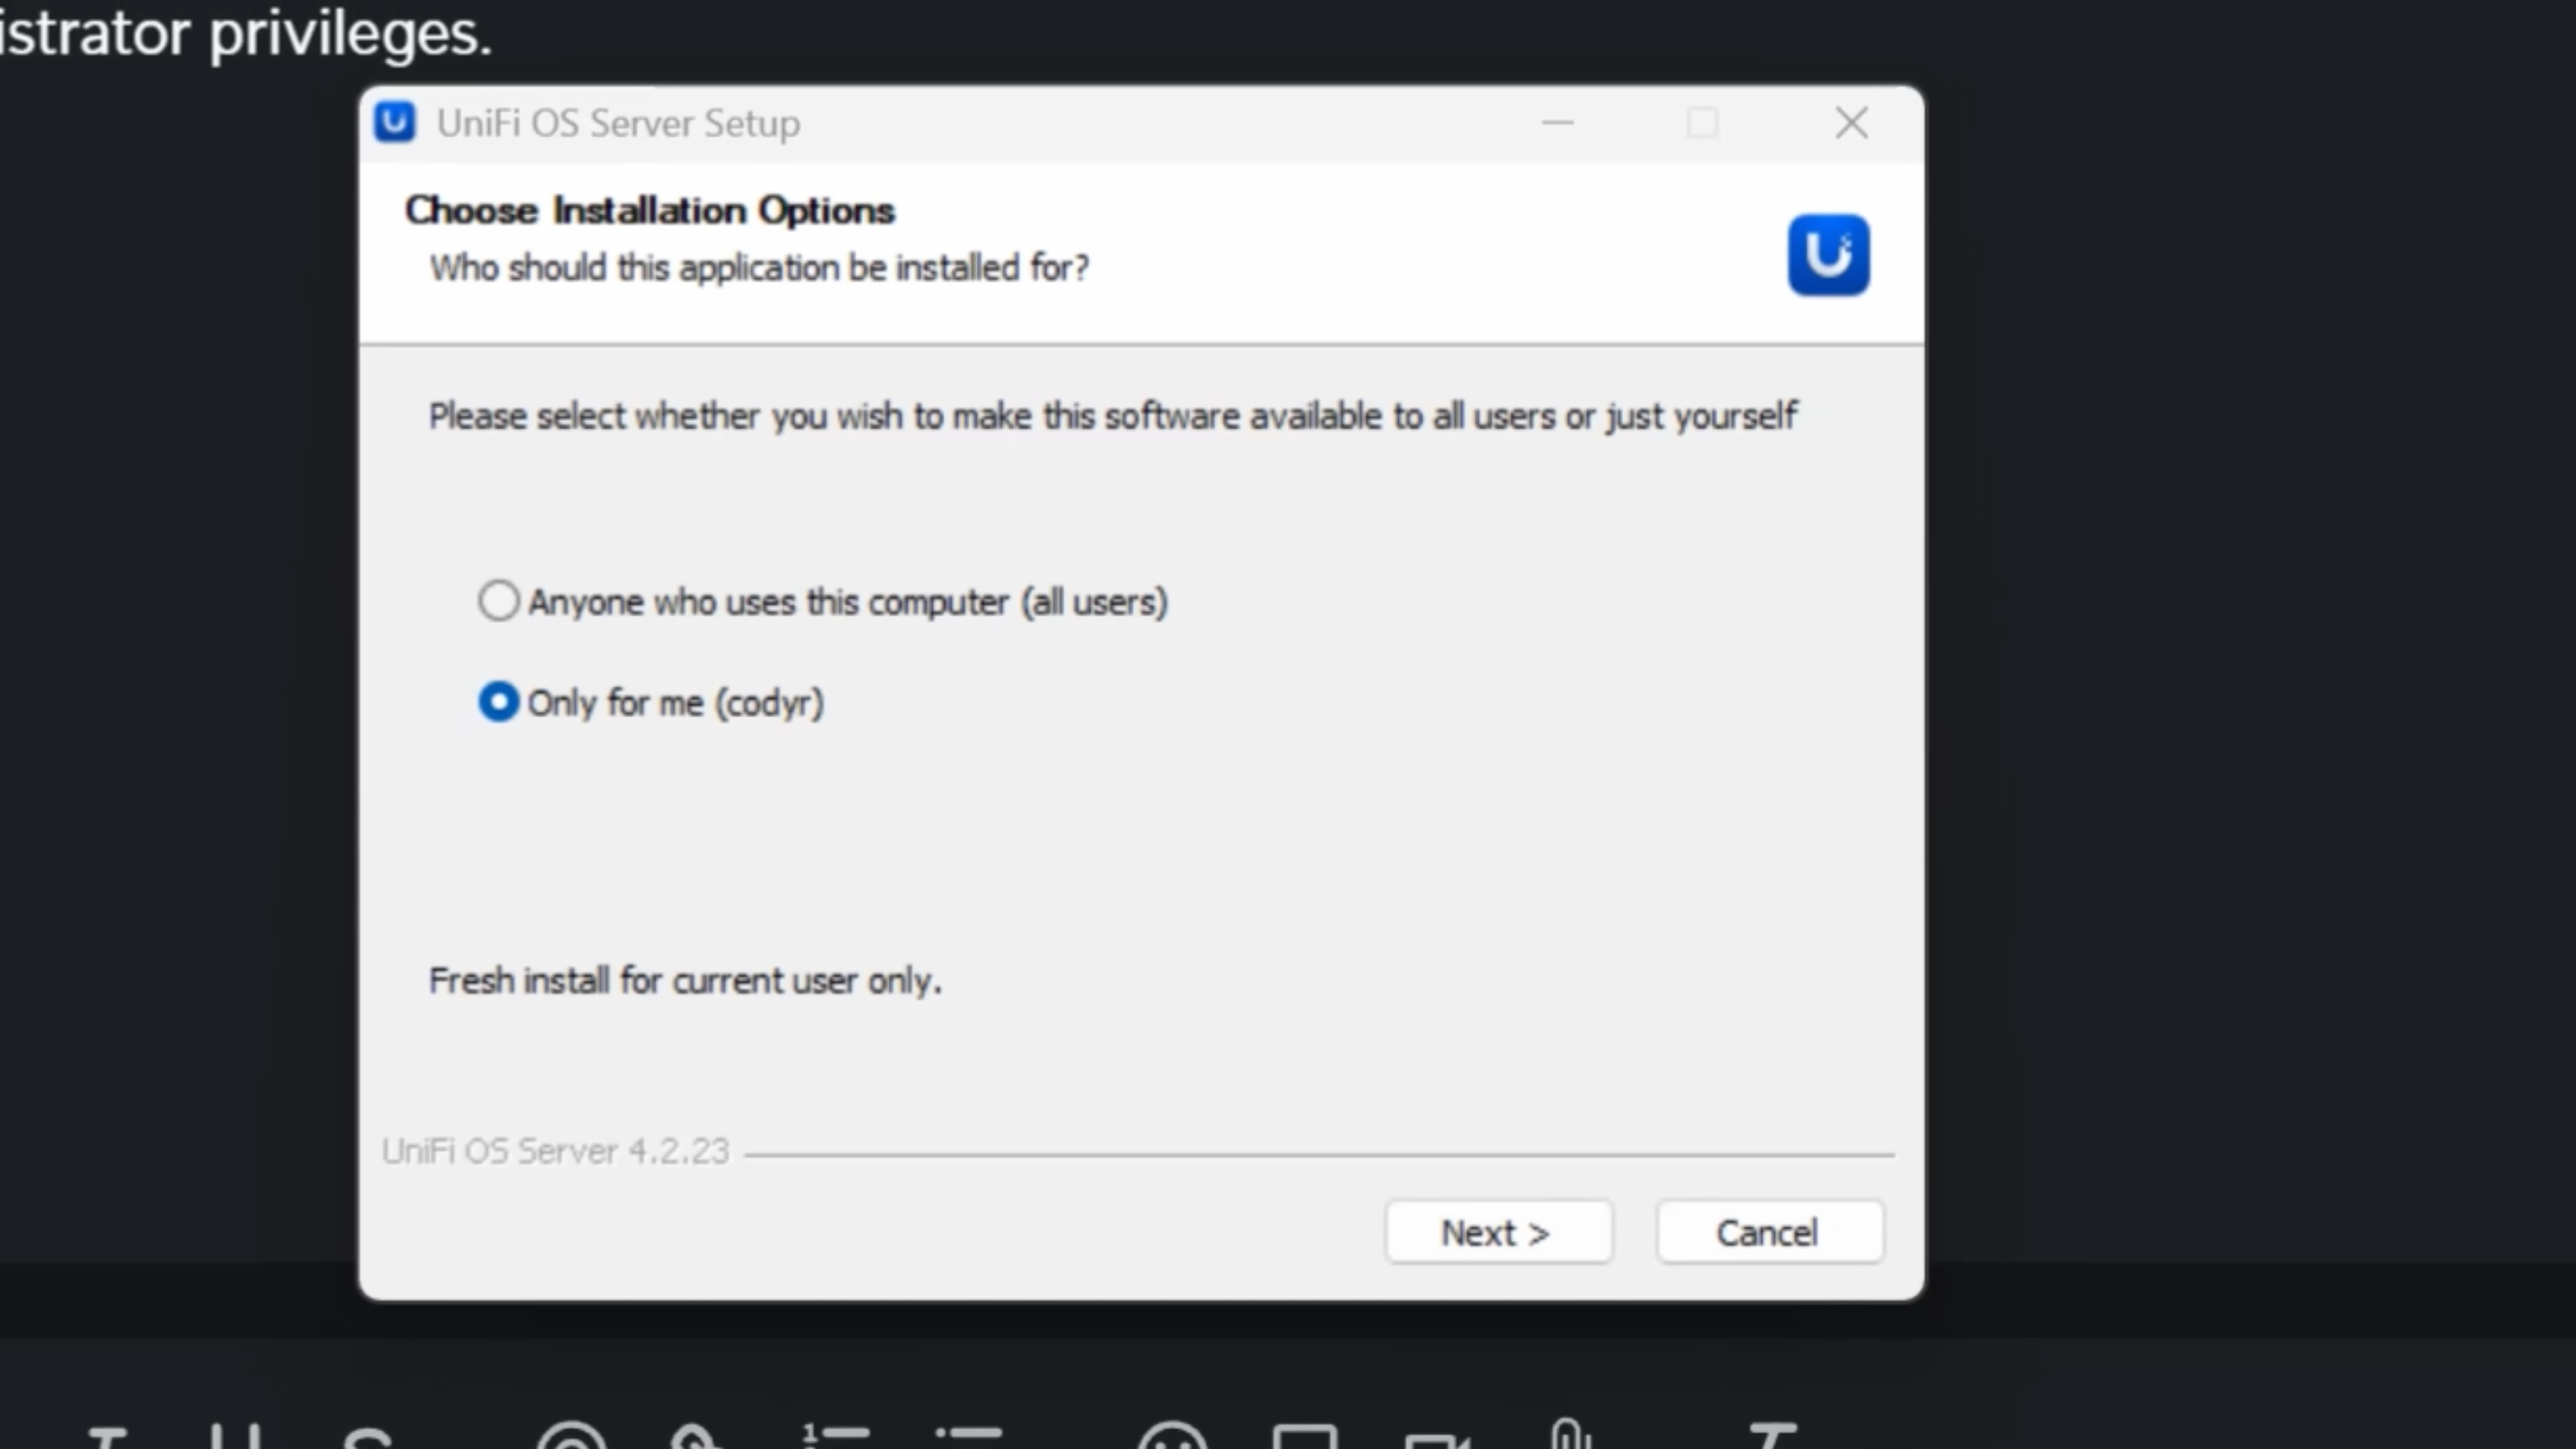 istrator privileges.
UniFi OS Server Setup
Choose Installation Options
Who should this application be installed for?
Please select whether you wish to make this software available to all users or just yourself
Anyone who uses this computer (all users)
Only for me (codyr)
Fresh install for current user only.
UniFi OS Server 4.2.23
Next >
Cancel